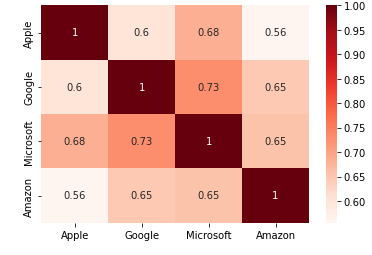 Apple 1 0.6 0.68 0.56
Google 0.6 1 0.73 0.65
Microsoft 0.68 0.73 1 0.65
Amazon 0.56 0.65 0.65 1
Apple Google Microsoft Amazon
1.00
0.95
0.90
0.85
0.80
0.75
0.70
0.65
0.60